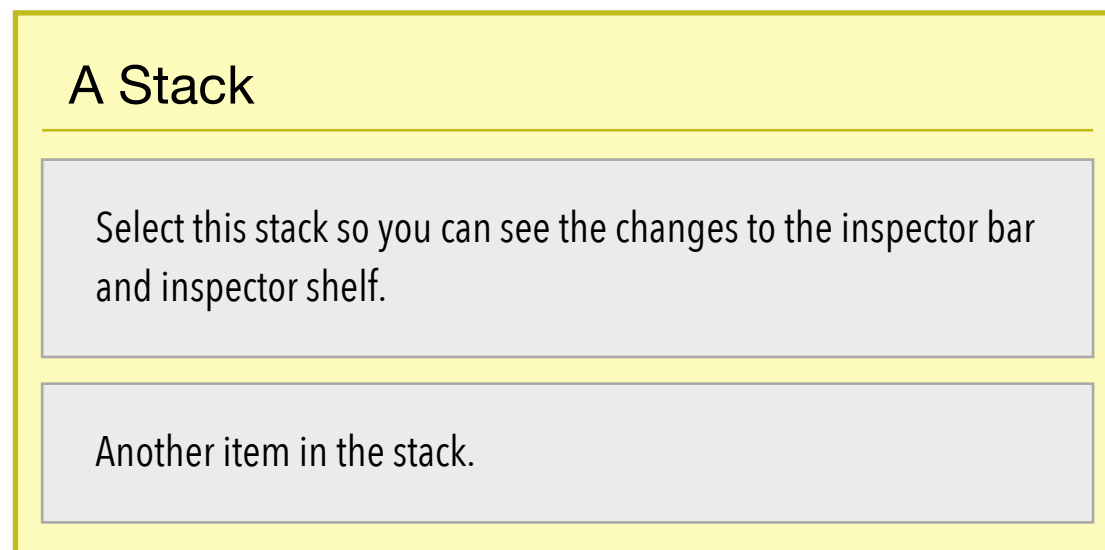 A Stack
Select this stack so you can see the changes to the inspector bar
and inspector shelf.
Another item in the stack.